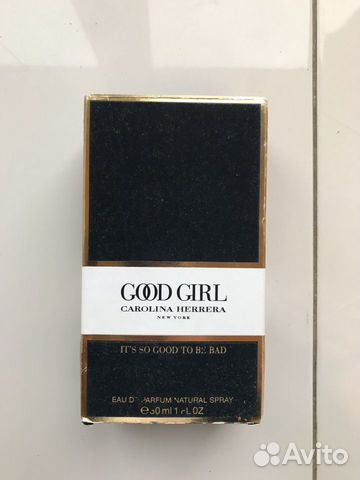 GOOD GIRL
CAROLINA HERRERA
NEW YORK
IT'S SO GOOD TO BE BAD
EAU DE PARFUM NATURAL SPRAY
℮30 ml 1 FL OZ
Avito